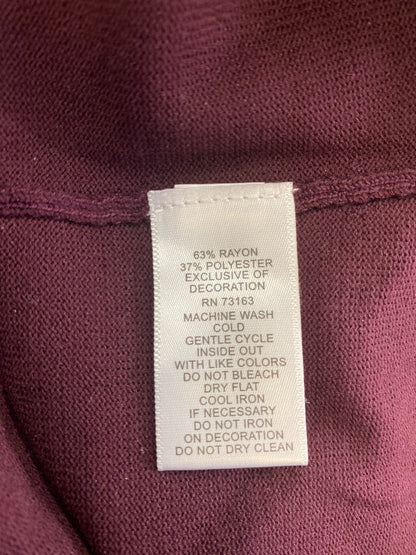 63% RAYON
37% POLYESTER
EXCLUSIVE OF
DECORATION
RN 73163
MACHINE WASH
COLD
GENTLE CYCLE
INSIDE OUT
WITH LIKE COLORS
DO NOT BLEACH
DRY FLAT
COOL IRON
IF NECESSARY
DO NOT IRON
ON DECORATION
DO NOT DRY CLEAN